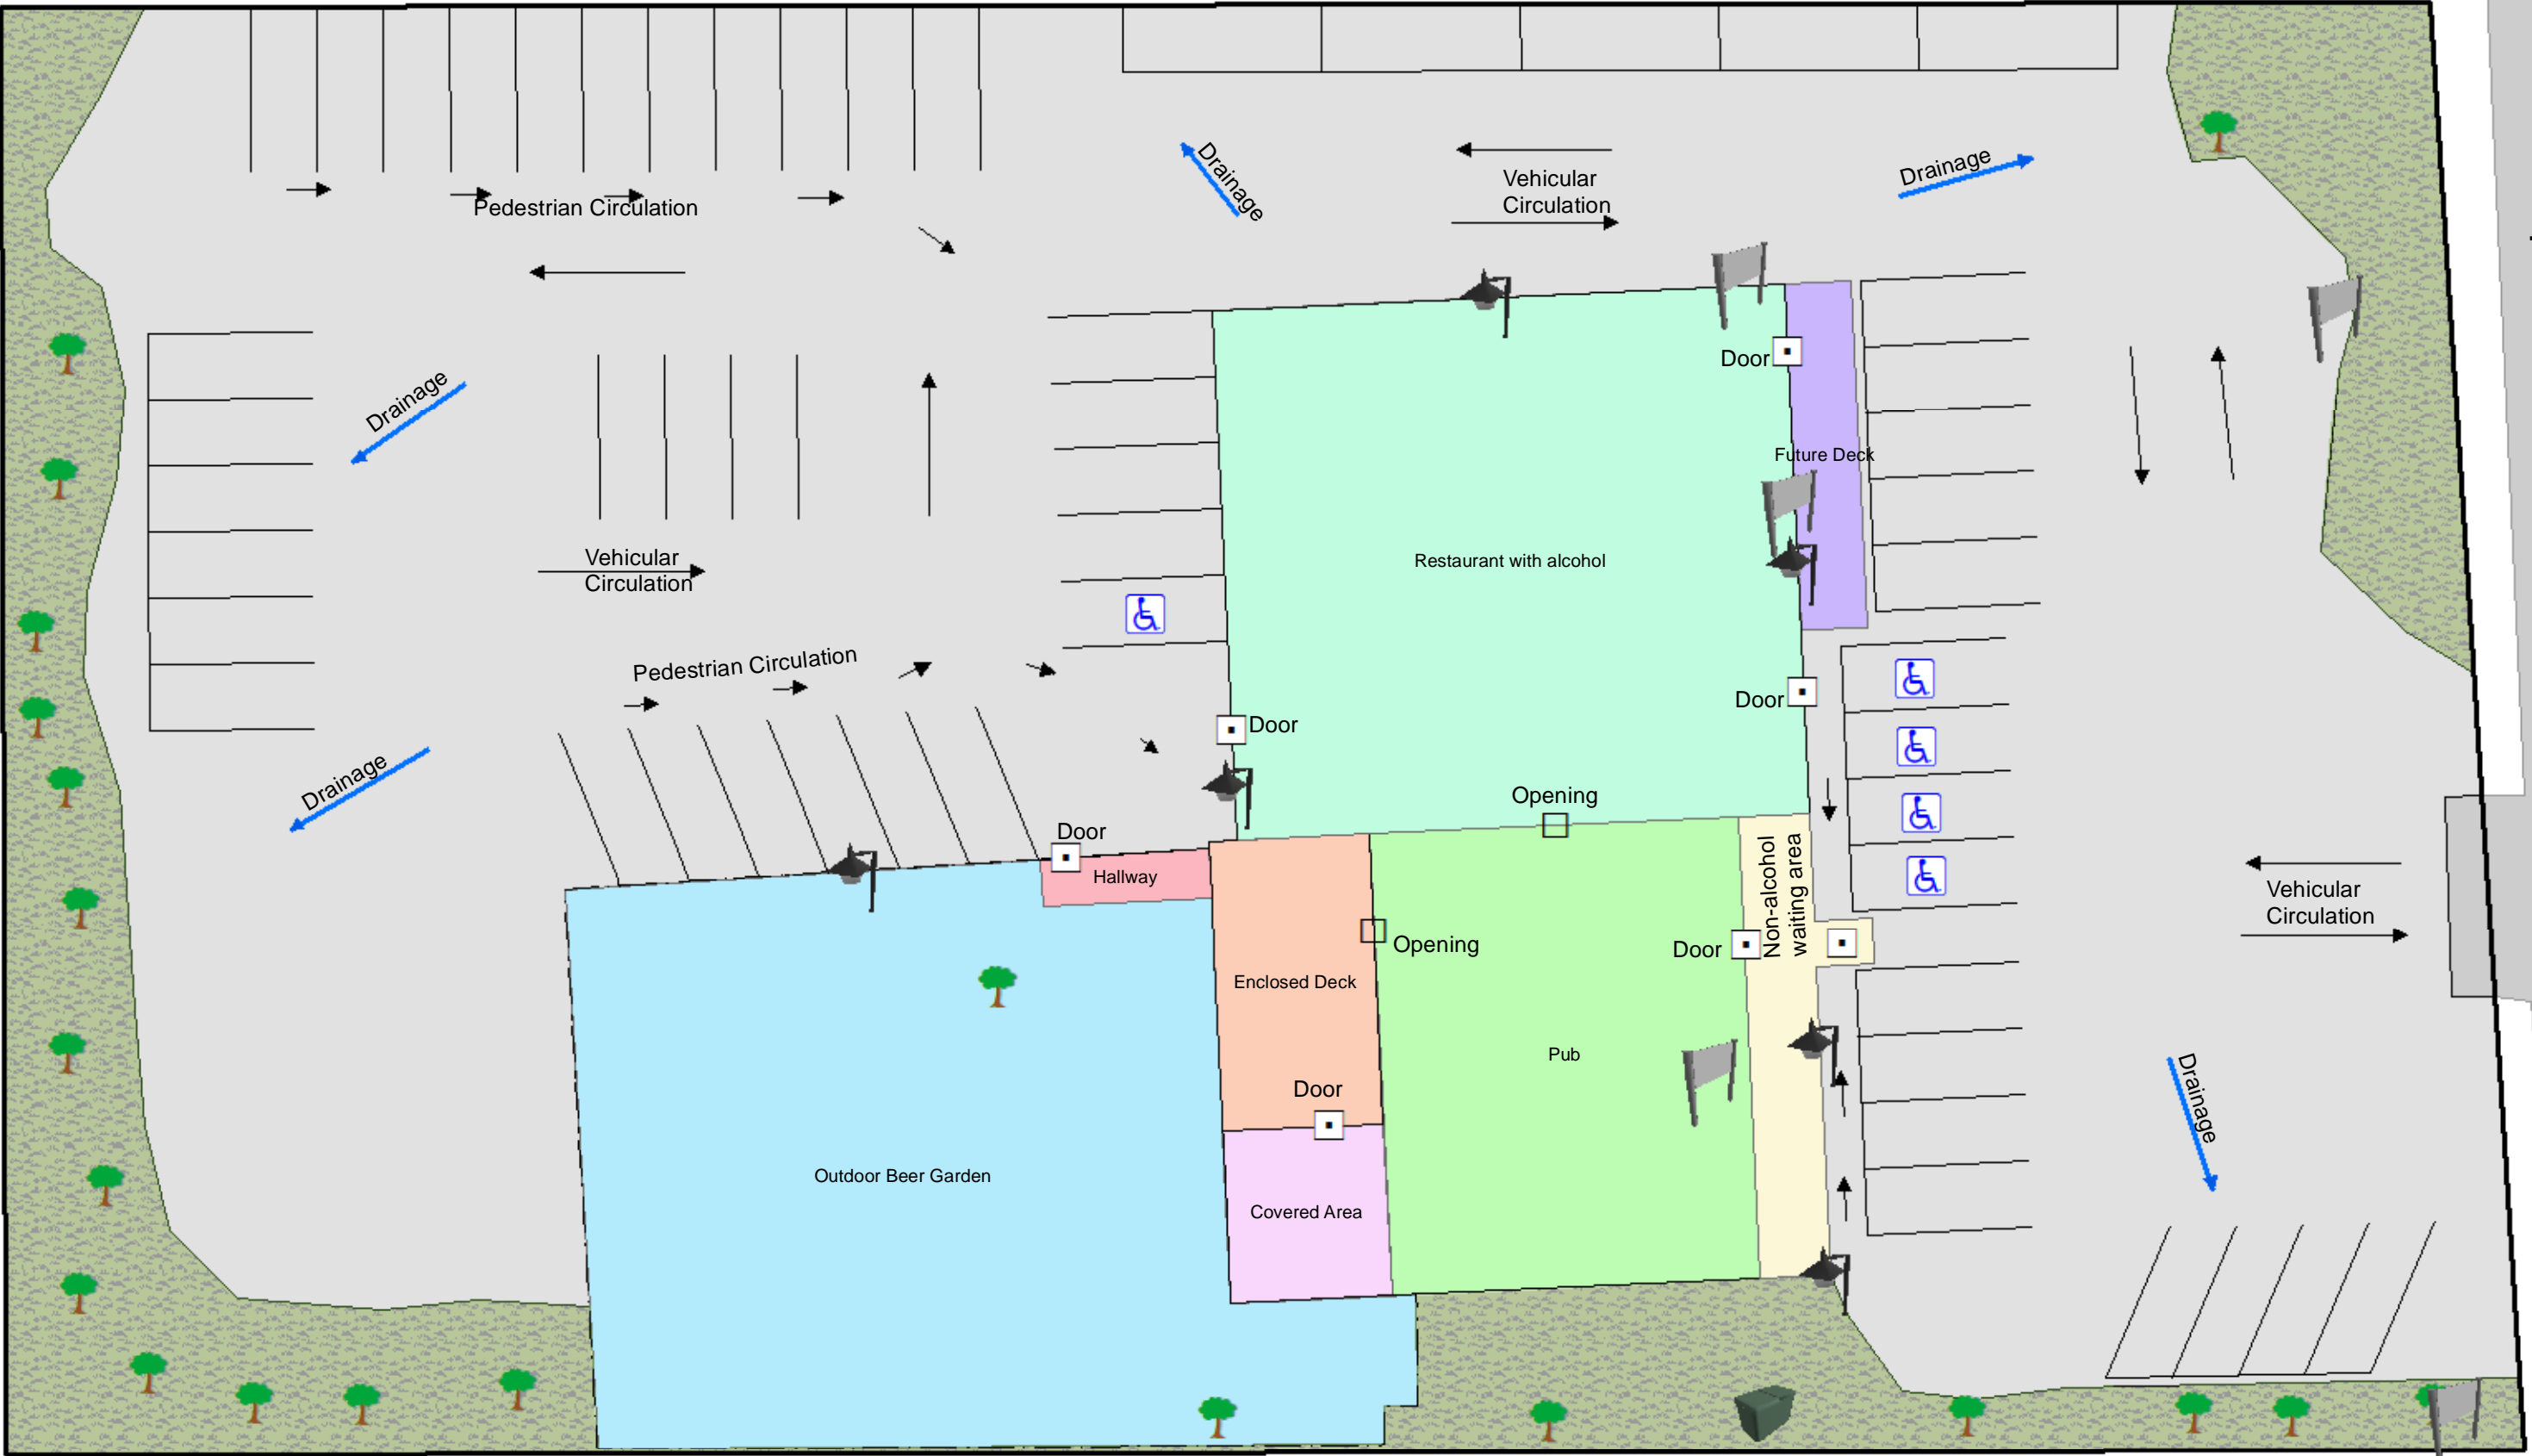 Drainage
Vehicular
Circulation
Drainage
Pedestrian Circulation
Door
Drainage
Future Deck
Vehicular
Circulation
Restaurant with alcohol
Pedestrian Circulation
Door
Door
Drainage
Opening
Door
Non-alcohol
waiting area
Hallway
Vehicular
Circulation
Opening
Door
Enclosed Deck
Pub
Door
Drainage
Outdoor Beer Garden
Covered Area